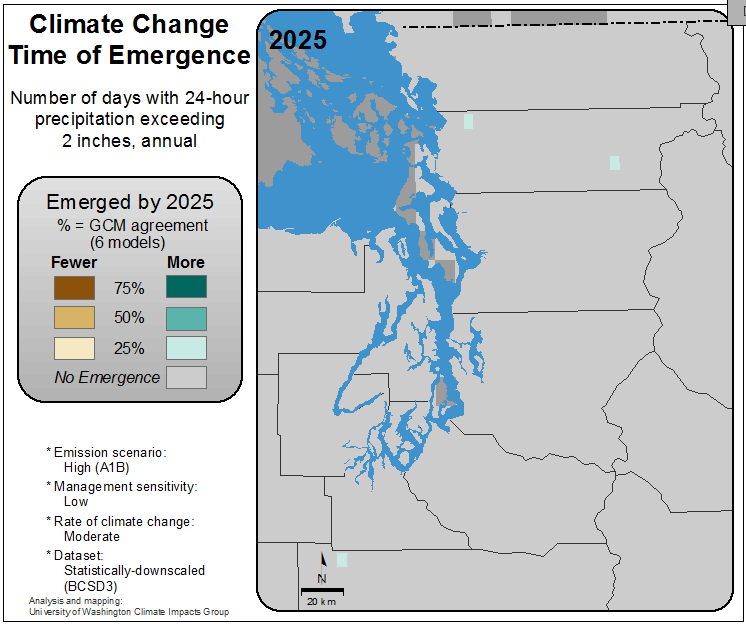 Climate Change
Time of Emergence
Number of days with 24-hour
precipitation exceeding
2 inches, annual
Emerged by 2025
% = GCM agreement
(6 models)
Fewer More
75%
50%
25%
No Emergence
* Emission scenario:
High (A1B)
* Management sensitivity:
Low
* Rate of climate change:
Moderate
* Dataset:
Statistically-downscaled
(BCSD3)
Analysis and mapping:
University of Washington Climate Impacts Group
2025
N
20 km